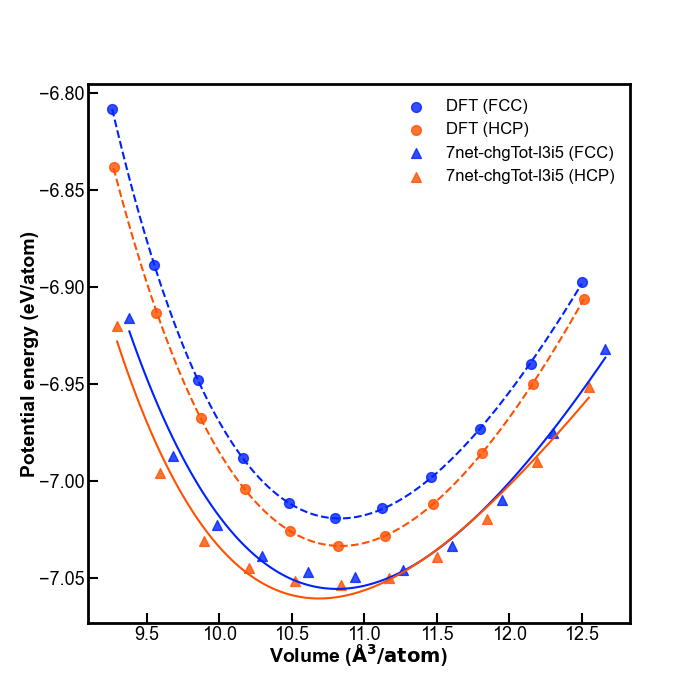 Potential energy (eV/atom)
−6.80
−6.85
−6.90
−6.95
−7.00
−7.05
DFT (FCC)
DFT (HCP)
7net-chgTot-l3i5 (FCC)
7net-chgTot-l3i5 (HCP)
9.5 10.0 10.5 11.0 11.5 12.0 12.5
Volume (Å³/atom)